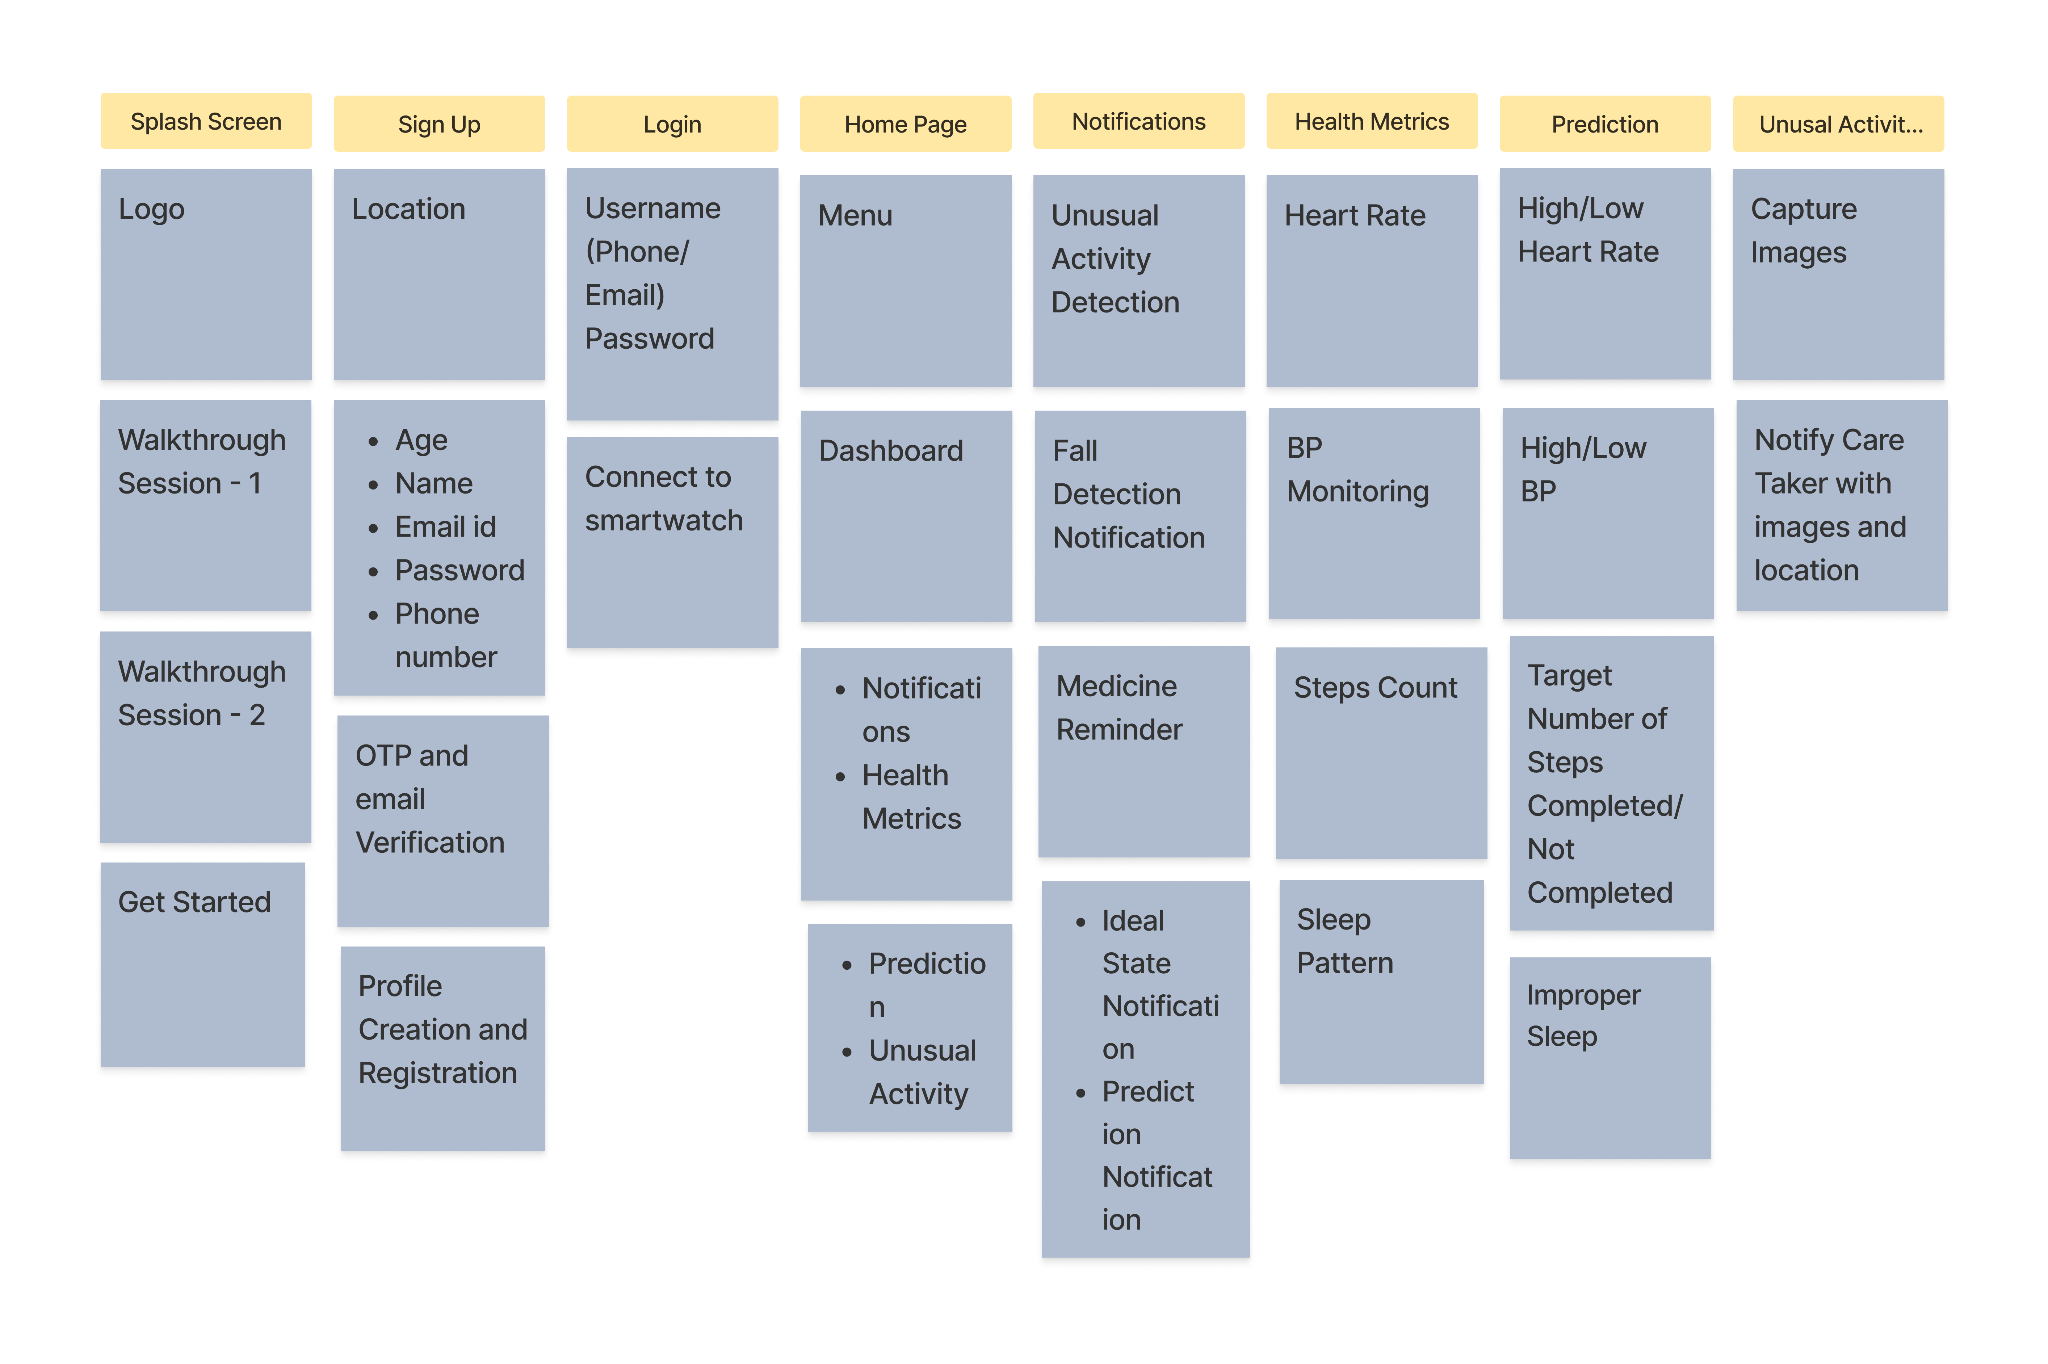 Splash Screen
Sign Up
Login
Home Page
Notifications
Health Metrics
Prediction
Unusal Activit...
Logo
Walkthrough
Session - 1
Walkthrough
Session - 2
Get Started
Location
• Age
• Name
• Email id
• Password
• Phone
number
OTP and
email
Verification
Profile
Creation and
Registration
Username
(Phone/
Email)
Password
Connect to
smartwatch
Menu
Dashboard
• Notificati
ons
• Health
Metrics
• Predictio
n
• Unusual
Activity
Unusual
Activity
Detection
Fall
Detection
Notification
Medicine
Reminder
• Ideal
State
Notificati
on
• Predict
ion
Notificat
ion
Heart Rate
BP
Monitoring
Steps Count
Sleep
Pattern
High/Low
Heart Rate
High/Low
BP
Target
Number of
Steps
Completed/
Not
Completed
Improper
Sleep
Capture
Images
Notify Care
Taker with
images and
location